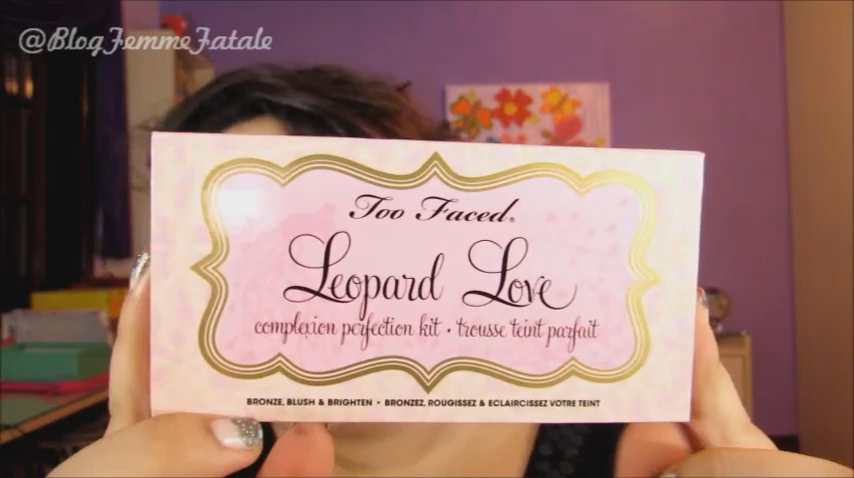 @BlogFemmeFatale
Too Faced®
Leopard Love
complexion perfection kit • trousse teint parfait
BRONZE, BLUSH & BRIGHTEN • BRONZEZ, ROUGISSEZ & ECLAIRCISSEZ VOTRE TEINT